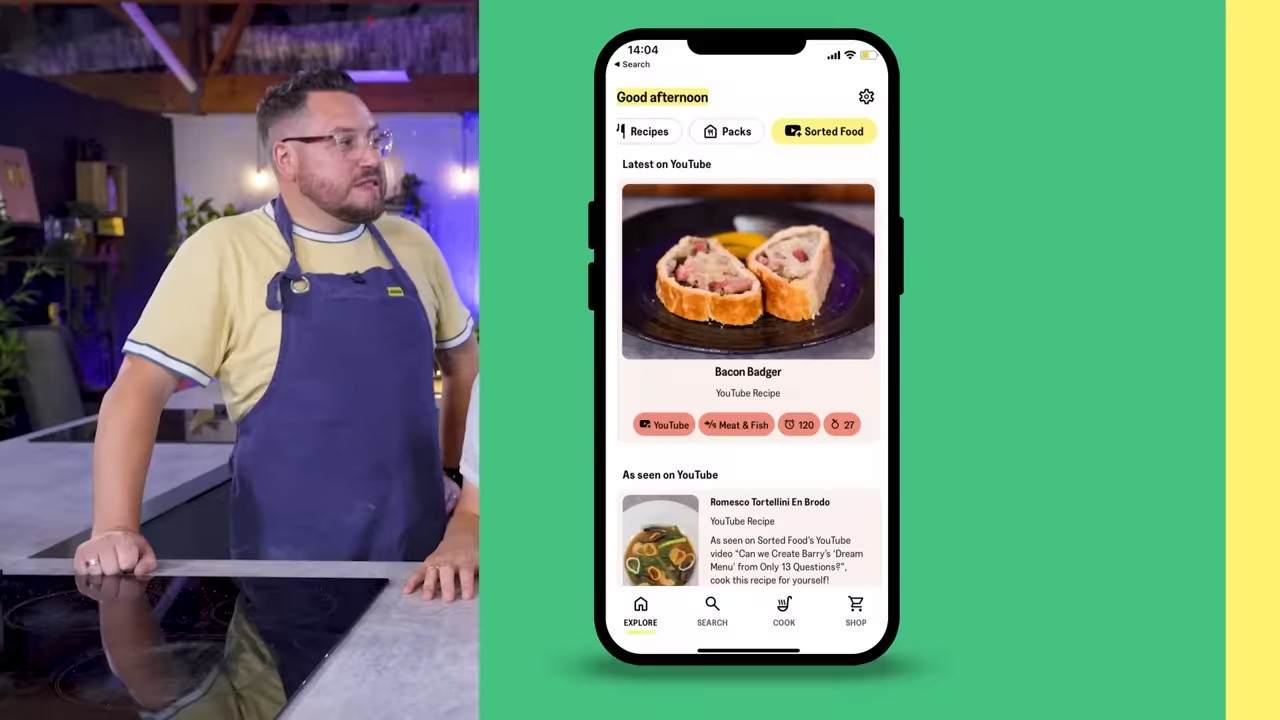 14:04
Search
Good afternoon
Recipes
Packs
Sorted Food
Latest on YouTube
Bacon Badger
YouTube Recipe
YouTube
Meat & Fish
120
27
As seen on YouTube
Romesco Tortellini En Brodo
YouTube Recipe
As seen on Sorted Food's YouTube
video “Can we Create Barry's ‘Dream
Menu’ from Only 13 Questions?”,
cook this recipe for yourself!
EXPLORE
SEARCH
COOK
SHOP